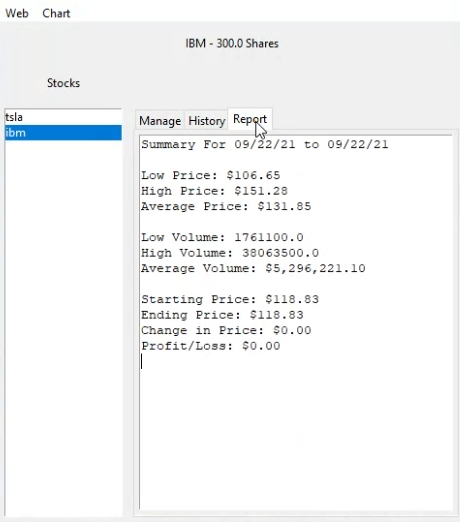 Web Chart
IBM - 300.0 Shares
Stocks
tsla
ibm
Manage History Report
Summary For 09/22/21 to 09/22/21
Low Price: $106.65
High Price: $151.28
Average Price: $131.85
Low Volume: 1761100.0
High Volume: 38063500.0
Average Volume: $5,296,221.10
Starting Price: $118.83
Ending Price: $118.83
Change in Price: $0.00
Profit/Loss: $0.00